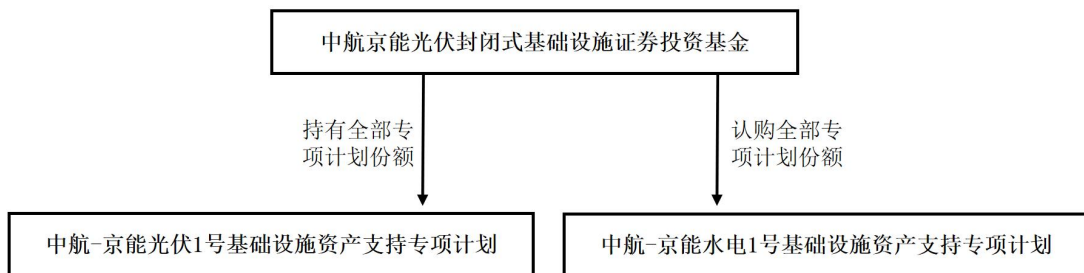 中航京能光伏封闭式基础设施证券投资基金
持有全部专
项计划份额
认购全部专
项计划份额
中航-京能光伏1号基础设施资产支持专项计划
中航-京能水电1号基础设施资产支持专项计划